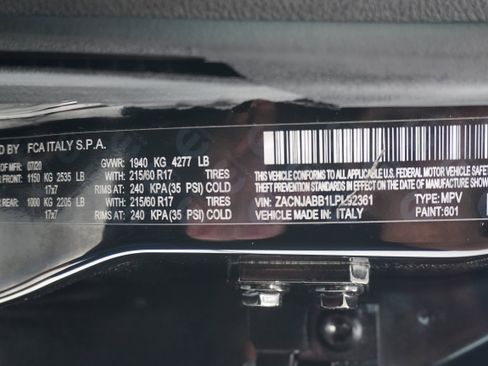 D BY FCA ITALY S.P.A.
OF MFR: 07/20 GVWR: 1940 KG 4277 LB
FRONT: 1150 KG 2535 LB WITH: 215/60 R17 TIRES THIS VEHICLE CONFORMS TO ALL APPLICABLE U.S. FEDERAL MOTOR VEHICLE SAFE
17x7 RIMS AT: 240 KPA (35 PSI) COLD THEFT PREVENTION STANDARDS IN EFFECT ON THE DATE OF MANUFACTURE
REAR: 1000 KG 2205 LB WITH: 215/60 R17 TIRES VIN: ZACNJABB1LPL92361 TYPE: MPV
17x7 RIMS AT: 240 KPA (35 PSI) COLD MADE IN: ITALY PAINT: 601